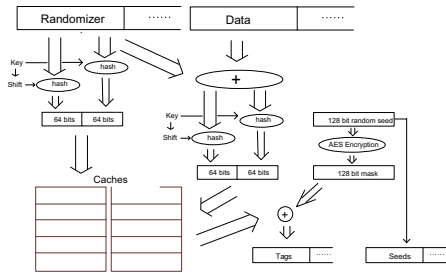 Randomizer ...... Data ......
Key hash
Shift hash +
64 bits 64 bits Key hash 128 bit random seed
Shift hash AES Encryption
64 bits 64 bits 128 bit mask
Caches
+
Tags ...... Seeds ......